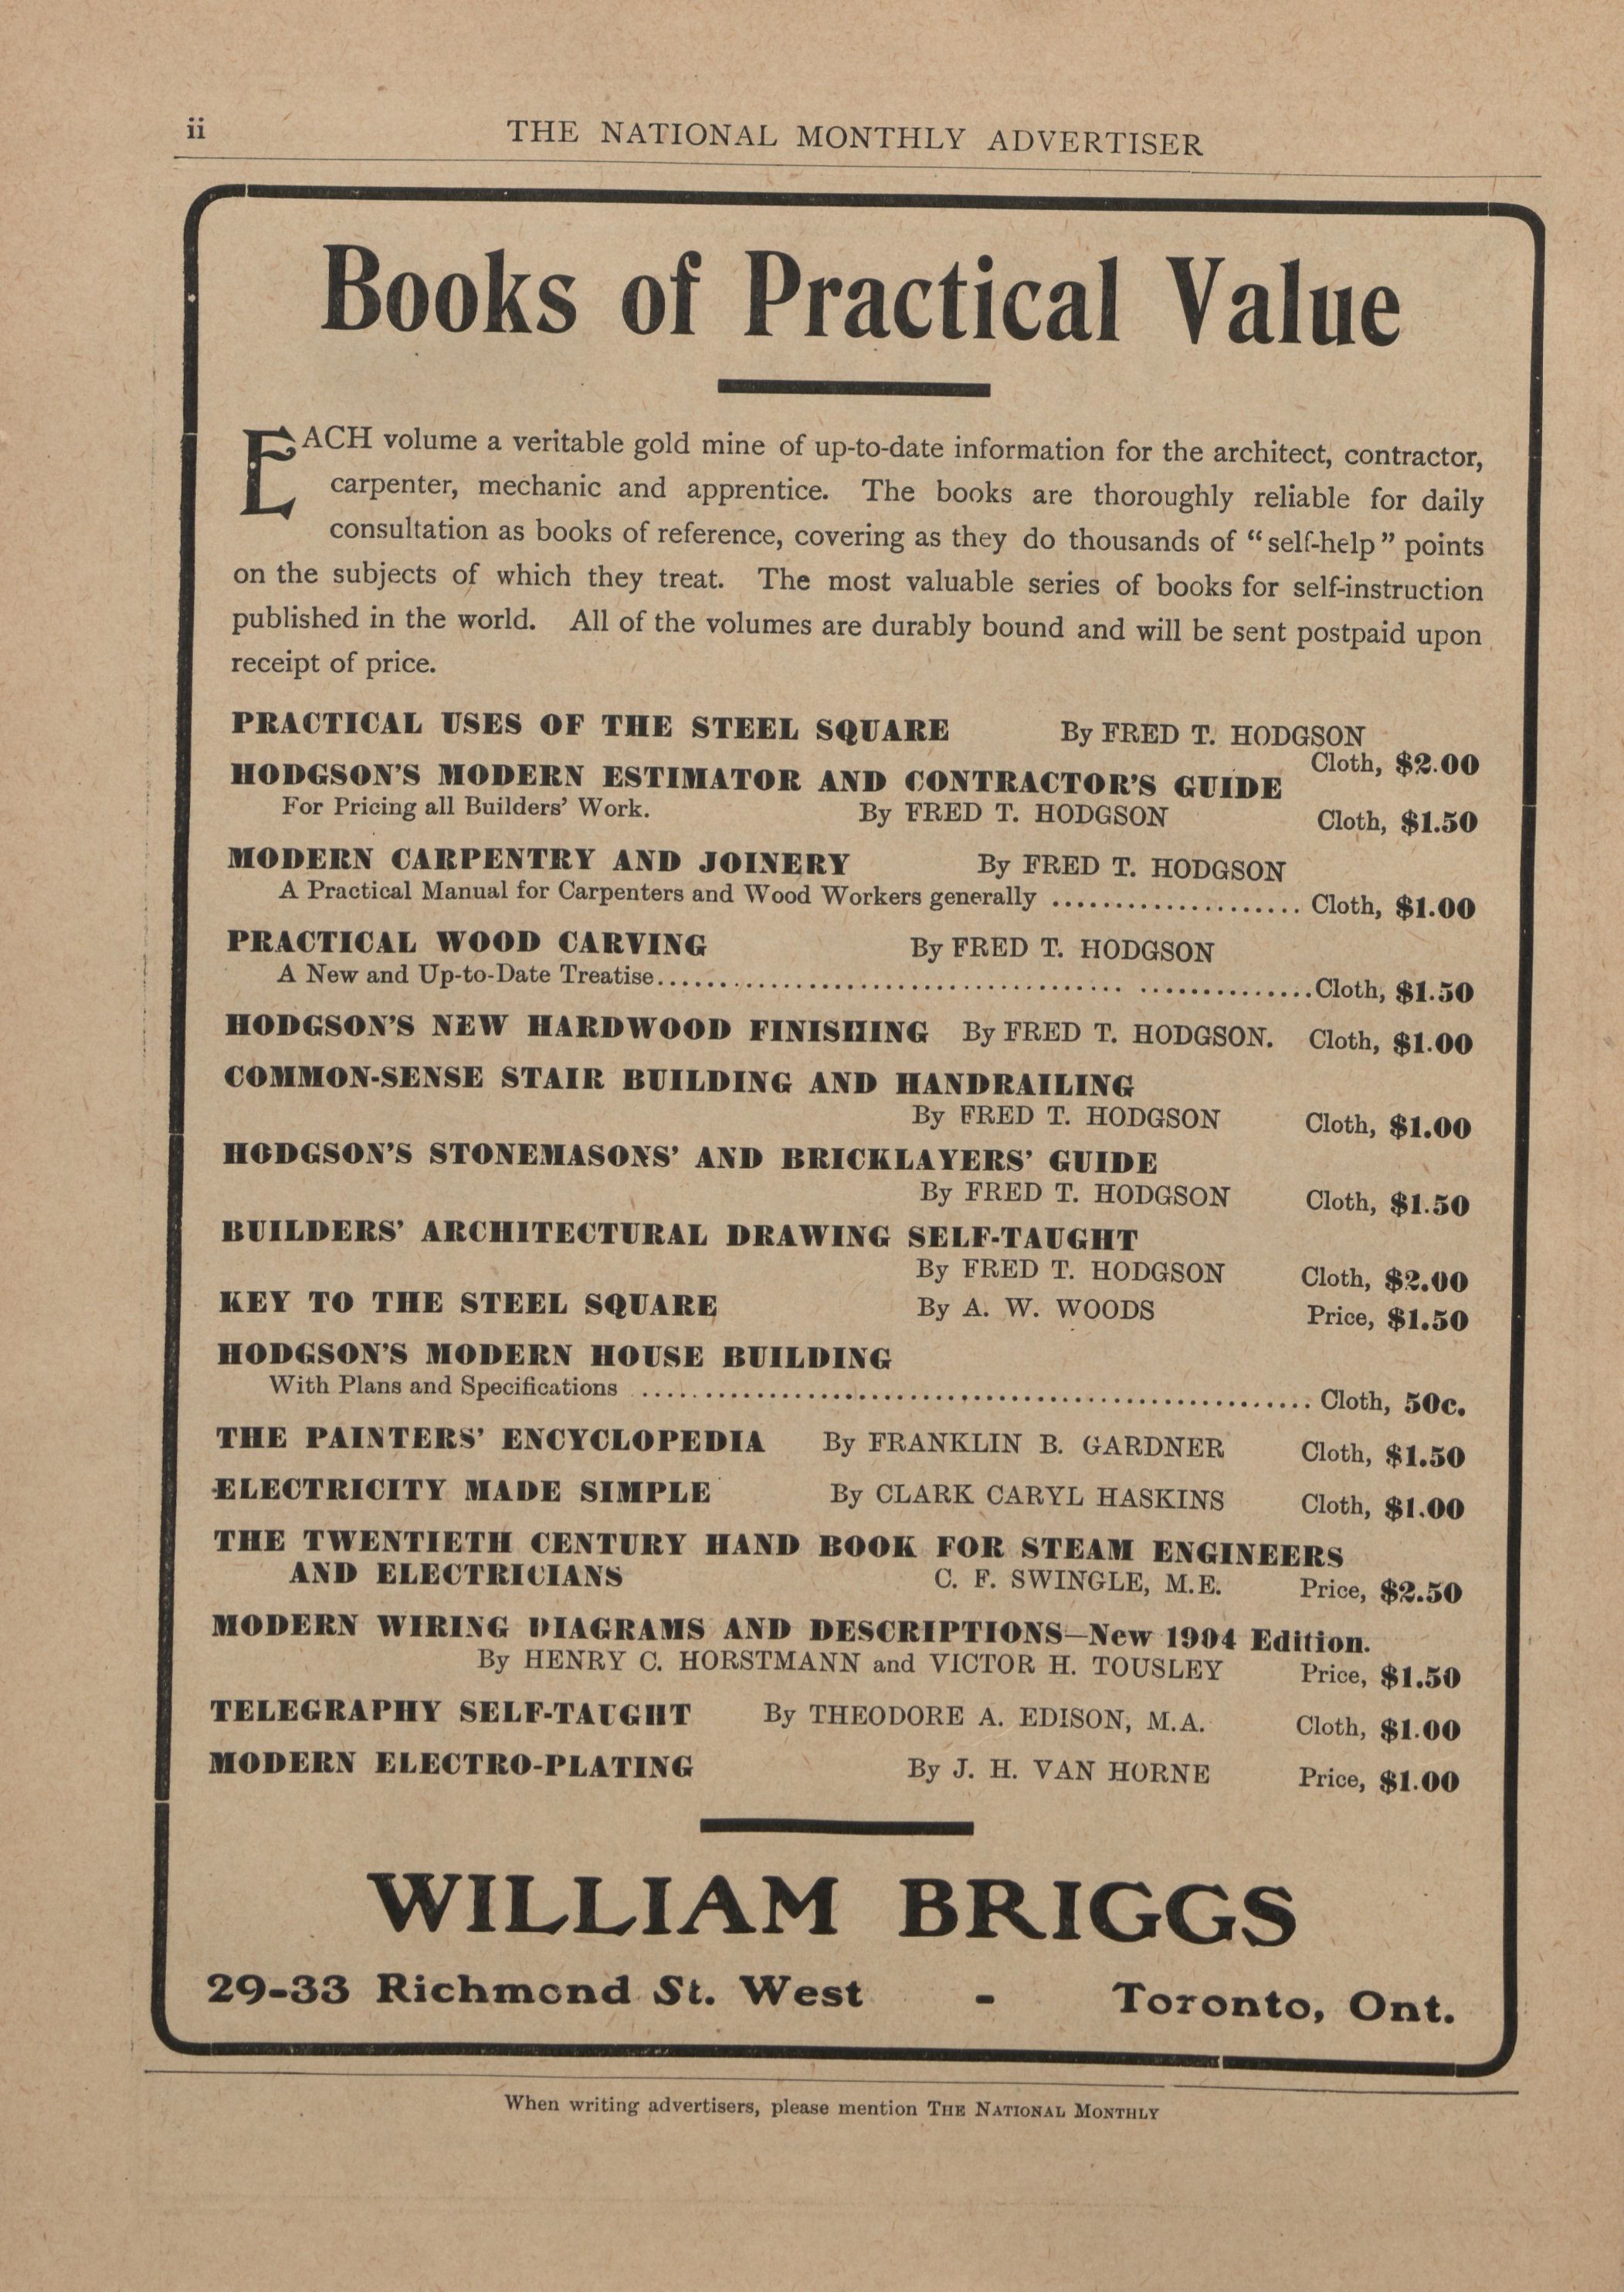 ii
THE NATIONAL MONTHLY ADVERTISER
Books of Practical Value
EACH volume a veritable gold mine of up-to-date information for the architect, contractor,
carpenter, mechanic and apprentice. The books are thoroughly reliable for daily
consultation as books of reference, covering as they do thousands of “self-help” points
on the subjects of which they treat. The most valuable series of books for self-instruction
published in the world. All of the volumes are durably bound and will be sent postpaid upon
receipt of price.
PRACTICAL USES OF THE STEEL SQUARE By FRED T. HODGSON
Cloth, $2.00
HODGSON'S MODERN ESTIMATOR AND CONTRACTOR'S GUIDE
For Pricing all Builders' Work. By FRED T. HODGSON Cloth, $1.50
MODERN CARPENTRY AND JOINERY By FRED T. HODGSON
A Practical Manual for Carpenters and Wood Workers generally .................... Cloth, $1.00
PRACTICAL WOOD CARVING By FRED T. HODGSON
A New and Up-to-Date Treatise.................................................. Cloth, $1.50
HODGSON'S NEW HARDWOOD FINISHING By FRED T. HODGSON. Cloth, $1.00
COMMON-SENSE STAIR BUILDING AND HANDRAILING
By FRED T. HODGSON Cloth, $1.00
HODGSON'S STONEMASONS' AND BRICKLAYERS' GUIDE
By FRED T. HODGSON Cloth, $1.50
BUILDERS' ARCHITECTURAL DRAWING SELF-TAUGHT
By FRED T. HODGSON Cloth, $2.00
KEY TO THE STEEL SQUARE By A. W. WOODS Price, $1.50
HODGSON'S MODERN HOUSE BUILDING
With Plans and Specifications .................................................... Cloth, 50c.
THE PAINTERS' ENCYCLOPEDIA By FRANKLIN B. GARDNER Cloth, $1.50
ELECTRICITY MADE SIMPLE By CLARK CARYL HASKINS Cloth, $1.00
THE TWENTIETH CENTURY HAND BOOK FOR STEAM ENGINEERS
AND ELECTRICIANS C. F. SWINGLE, M.E. Price, $2.50
MODERN WIRING DIAGRAMS AND DESCRIPTIONS—New 1904 Edition.
By HENRY C. HORSTMANN and VICTOR H. TOUSLEY Price, $1.50
TELEGRAPHY SELF-TAUGHT By THEODORE A. EDISON, M.A. Cloth, $1.00
MODERN ELECTRO-PLATING By J. H. VAN HORNE Price, $1.00
WILLIAM BRIGGS
29-33 Richmond St. West - Toronto, Ont.
When writing advertisers, please mention THE NATIONAL MONTHLY